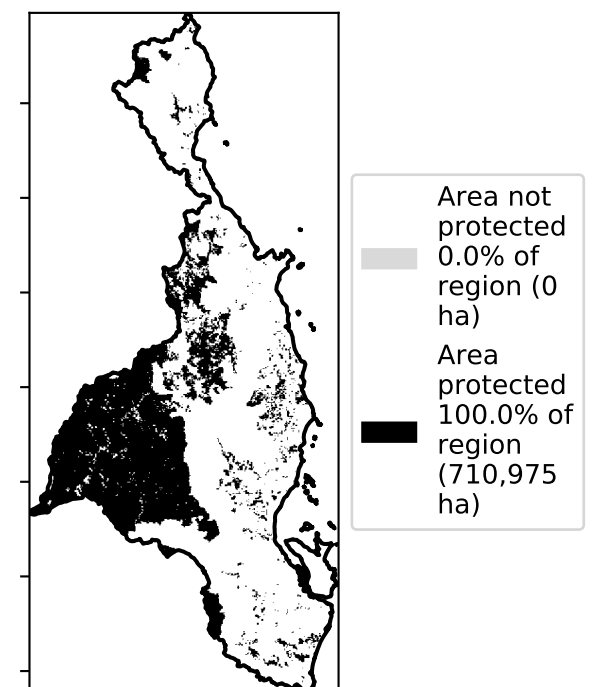 Area not
protected
0.0% of
region (0
ha)
Area
protected
100.0% of
region
(710,975
ha)